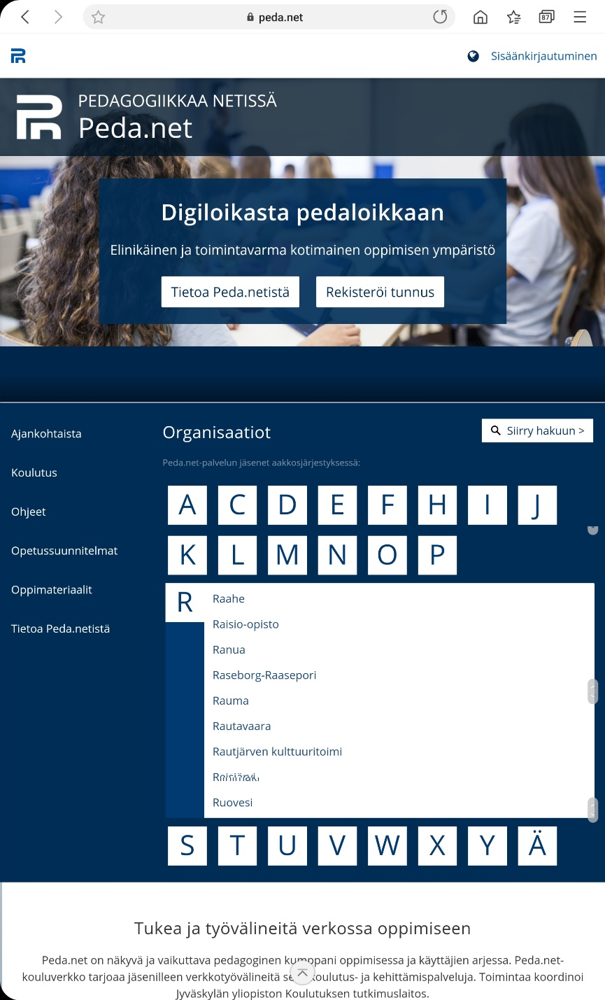 87
peda.net
Sisäänkirjautuminen
PEDAGOGIIKKAA NETISSÄ
Peda.net
Digiloikasta pedaloikkaan
Elinikäinen ja toimintavarma kotimainen oppimisen ympäristö
Tietoa Peda.netistä
Rekisteröi tunnus
Ajankohtaista
Koulutus
Ohjeet
Opetussuunnitelmat
Oppimateriaalit
Tietoa Peda.netistä
Organisaatiot
Siirry hakuun >
Peda.net-palvelun jäsenet aakkosjärjestyksessä:
A C D E F H I J
K L M N O P
R
Raahe
Raisio-opisto
Ranua
Raseborg-Raasepori
Rauma
Rautavaara
Rautjärven kulttuuritoimi
Ruovesi
S T U V W X Y Ä
Tukea ja työvälineitä verkossa oppimiseen
Peda.net on näkyvä ja vaikuttava pedagoginen kumppani oppimisessa ja käyttäjien arjessa. Peda.net-
kouluverkko tarjoaa jäsenilleen verkkotyövälineitä koulutus- ja kehittämispalveluja. Toimintaa koordinoi
Jyväskylän yliopiston Koulutuksen tutkimuslaitos.